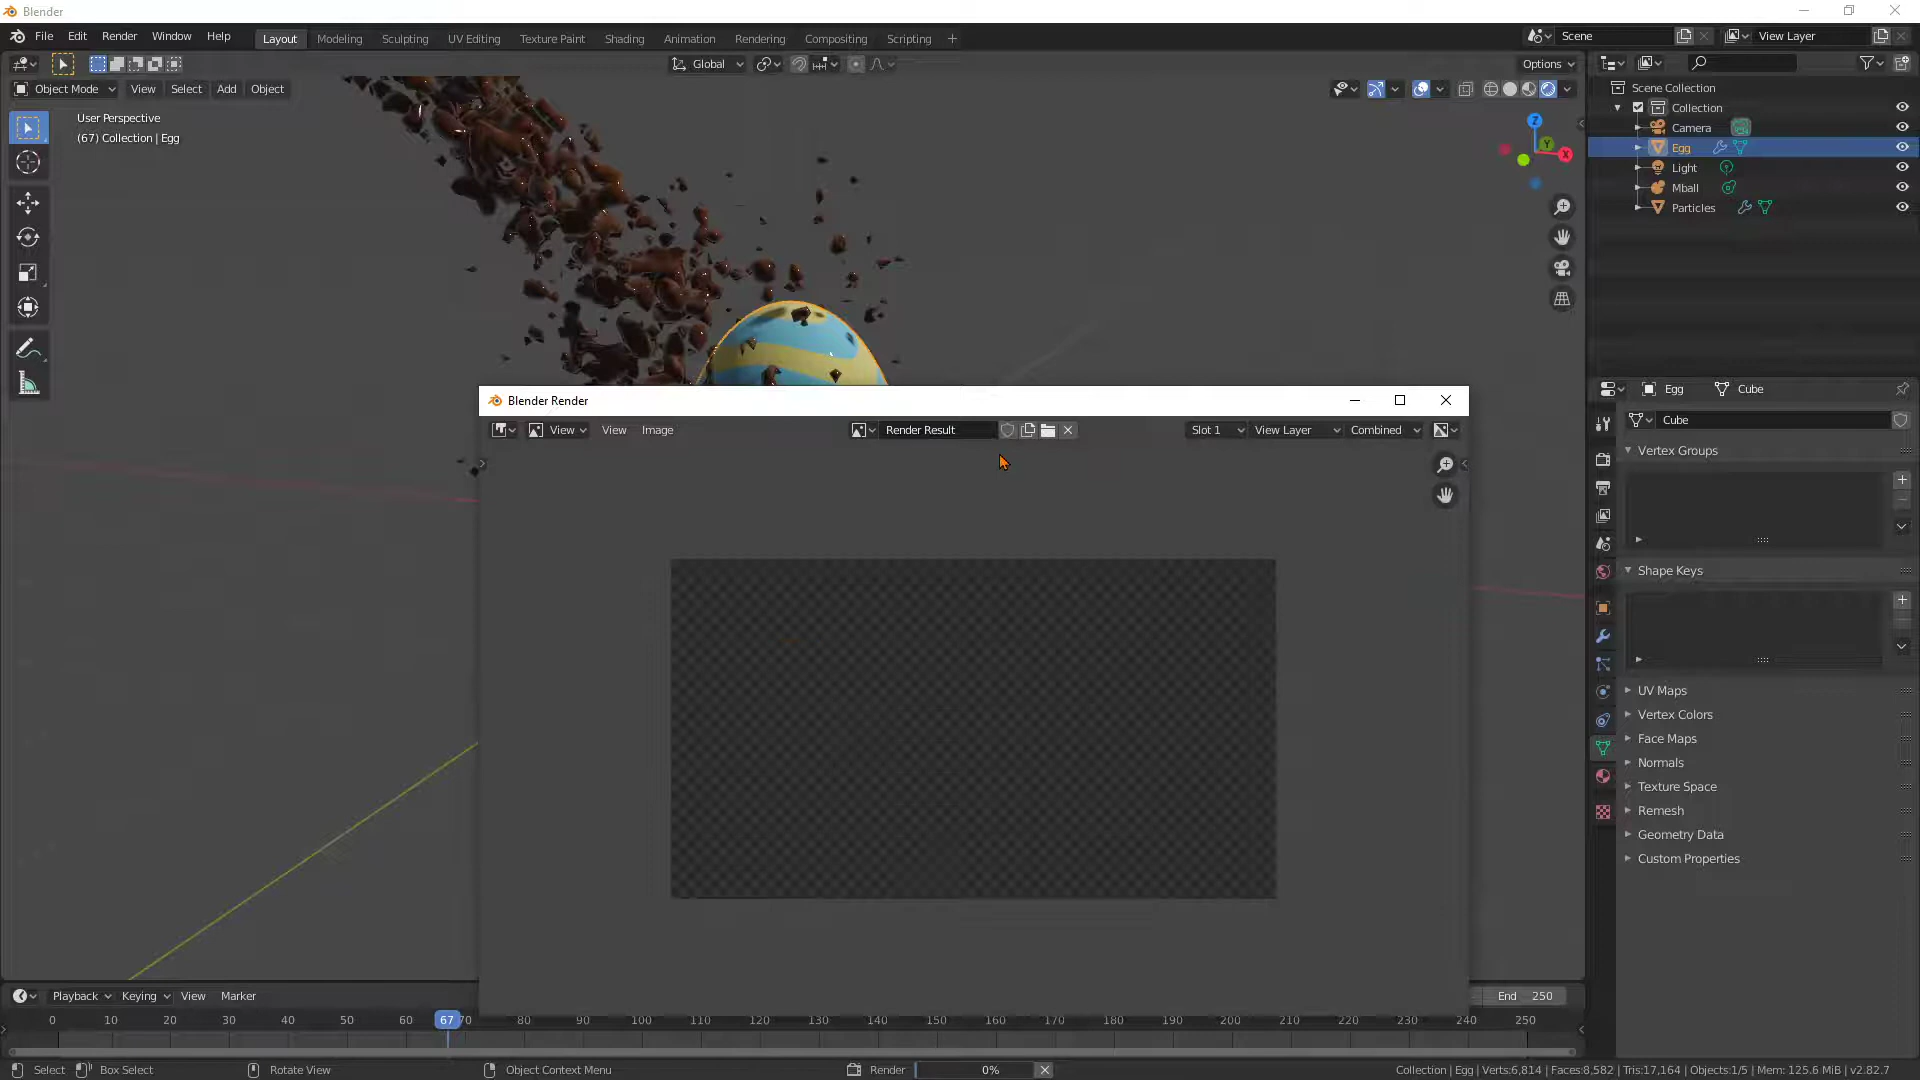 Blender
File Edit Render Window Help
Layout Modeling Sculpting UV Editing Texture Paint Shading Animation Rendering Compositing Scripting +
Scene
View Layer
Global
Options
Object Mode View Select Add Object
User Perspective
(67) Collection | Egg
Z
Y
X
Scene Collection
Collection
Camera
Egg
Light
Mball
Particles
Egg Cube
Cube
Vertex Groups
Shape Keys
UV Maps
Vertex Colors
Face Maps
Normals
Texture Space
Remesh
Geometry Data
Custom Properties
Blender Render
View View Image
Render Result
Slot 1 View Layer Combined
Playback Keying View Marker
End 250
0 10 20 30 40 50 60 67 70 80 90 100 110 120 130 140 150 160 170 180 190 200 210 220 230 240 250
Select Box Select Rotate View Object Context Menu Render 0%
Collection | Egg | Verts:6,814 | Faces:8,582 | Tris:17,164 | Objects:1/5 | Mem: 125.6 MiB | v2.82.7